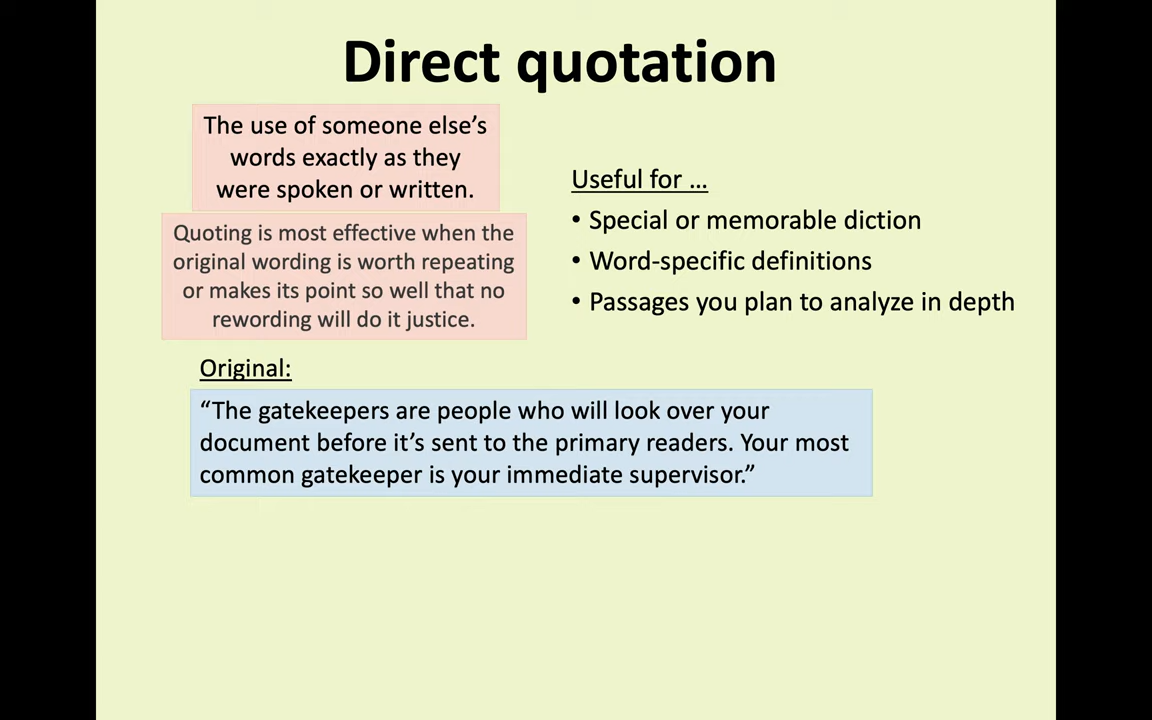 Direct quotation
The use of someone else’s
words exactly as they
were spoken or written.
Quoting is most effective when the
original wording is worth repeating
or makes its point so well that no
rewording will do it justice.
Useful for …
• Special or memorable diction
• Word-specific definitions
• Passages you plan to analyze in depth
Original:
“The gatekeepers are people who will look over your
document before it’s sent to the primary readers. Your most
common gatekeeper is your immediate supervisor.”